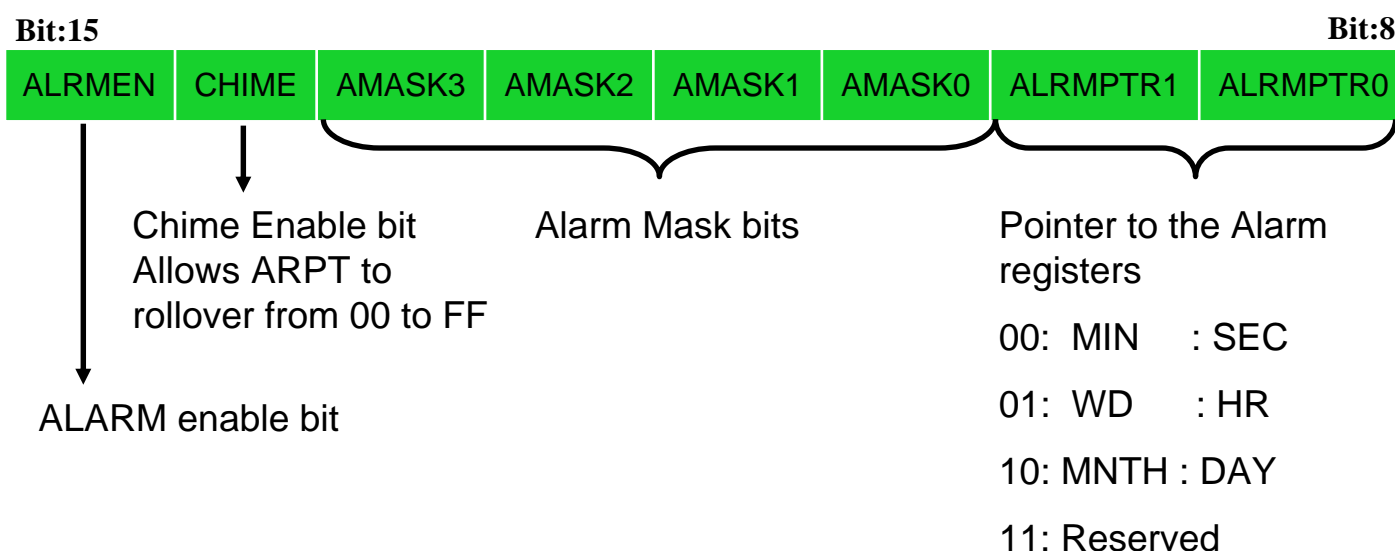 Bit:15 Bit:8
ALRMEN CHIME AMASK3 AMASK2 AMASK1 AMASK0 ALRMPTR1 ALRMPTR0
Chime Enable bit
Allows ARPT to
rollover from 00 to FF
ALARM enable bit
Alarm Mask bits
Pointer to the Alarm
registers
00: MIN : SEC
01: WD : HR
10: MNTH : DAY
11: Reserved